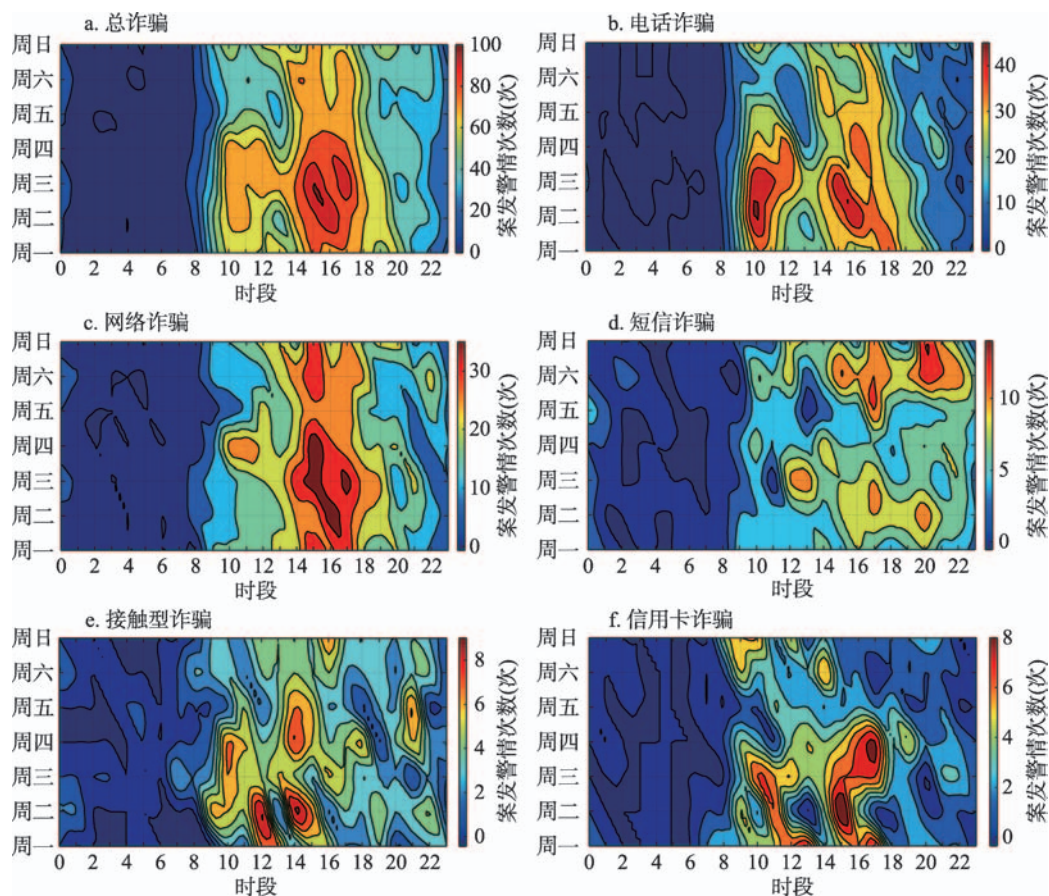 a. 总诈骗
周日
周六
周五
周四
周三
周二
周一
0 2 4 6 8 10 12 14 16 18 20 22
时段
100
80
60
40
20
0
案发警情次数(次)
b. 电话诈骗
周日
周六
周五
周四
周三
周二
周一
0 2 4 6 8 10 12 14 16 18 20 22
时段
40
30
20
10
0
案发警情次数(次)
c. 网络诈骗
周日
周六
周五
周四
周三
周二
周一
0 2 4 6 8 10 12 14 16 18 20 22
时段
30
20
10
0
案发警情次数(次)
d. 短信诈骗
周日
周六
周五
周四
周三
周二
周一
0 2 4 6 8 10 12 14 16 18 20 22
时段
10
5
0
案发警情次数(次)
e. 接触型诈骗
周日
周六
周五
周四
周三
周二
周一
0 2 4 6 8 10 12 14 16 18 20 22
时段
8
6
4
2
0
案发警情次数(次)
f. 信用卡诈骗
周日
周六
周五
周四
周三
周二
周一
0 2 4 6 8 10 12 14 16 18 20 22
时段
8
6
4
2
0
案发警情次数(次)